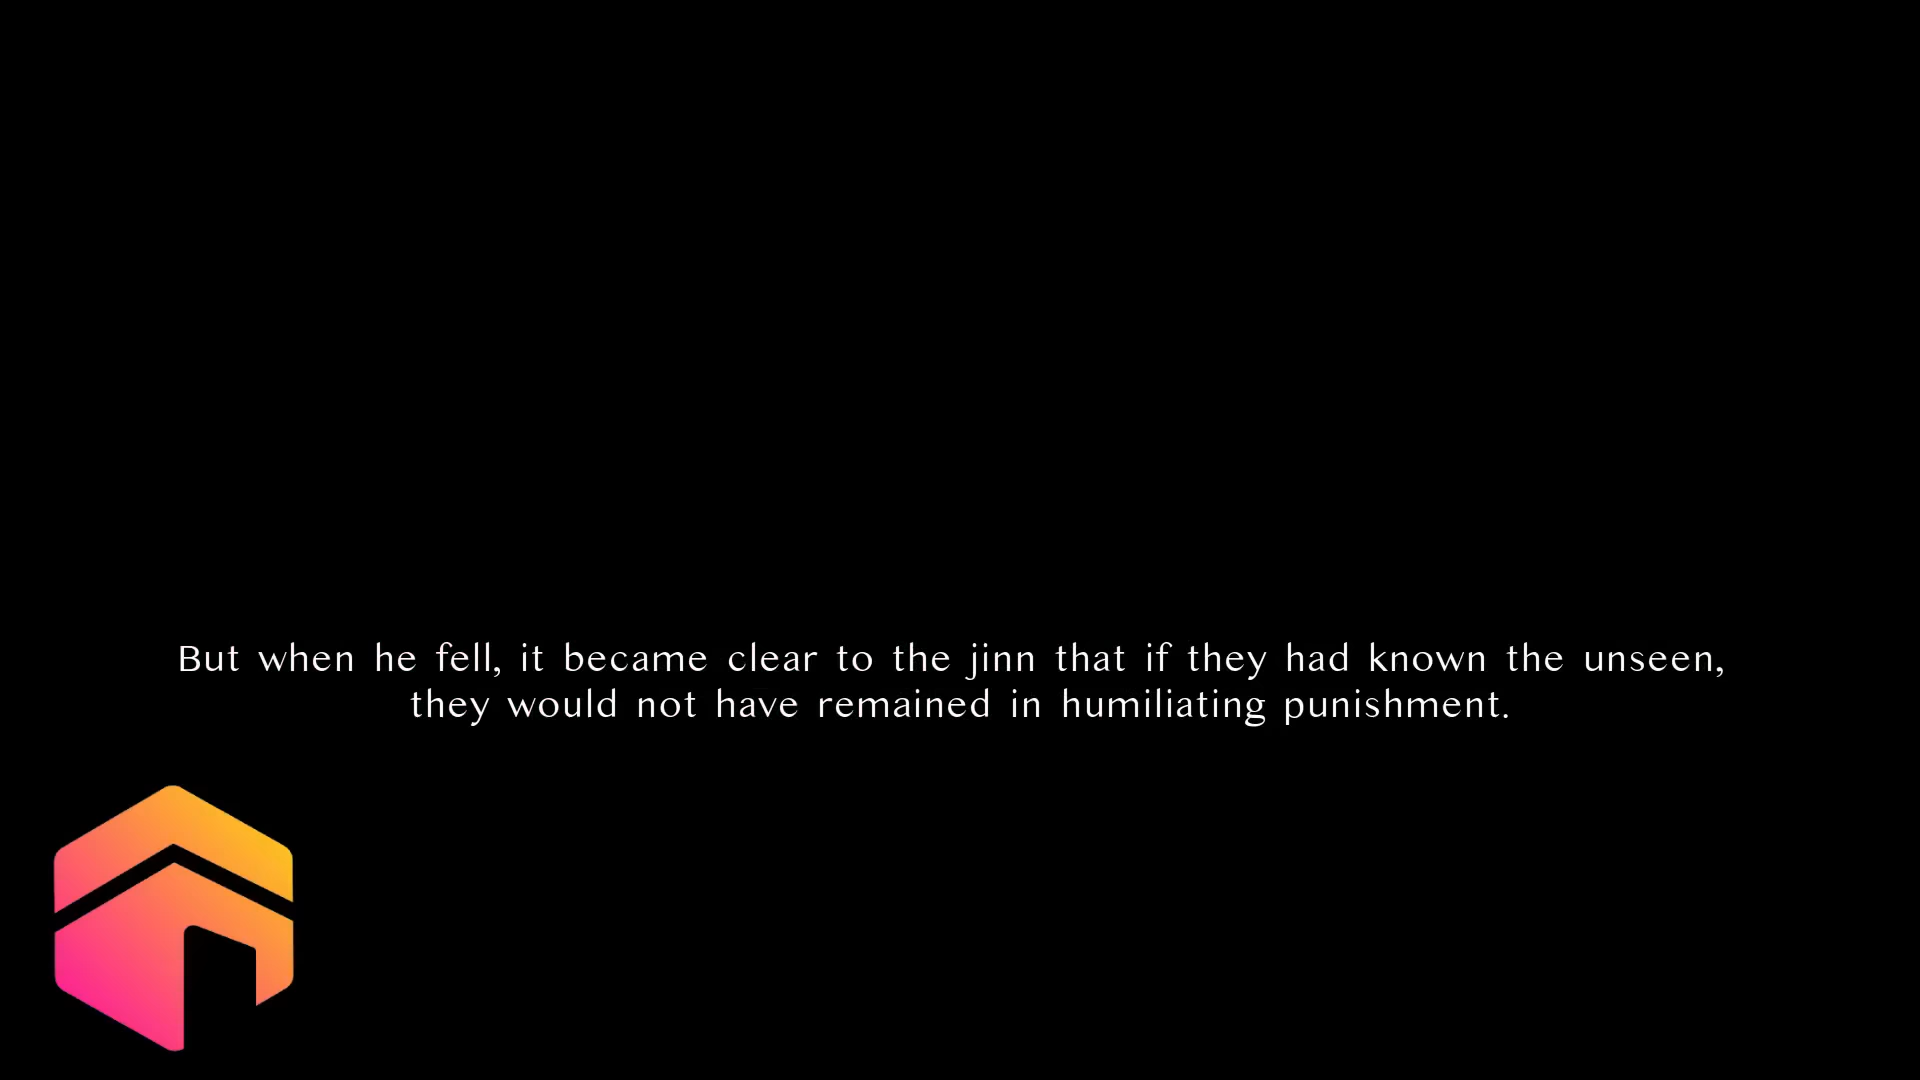 But when he fell, it became clear to the jinn that if they had known the unseen,
they would not have remained in humiliating punishment.